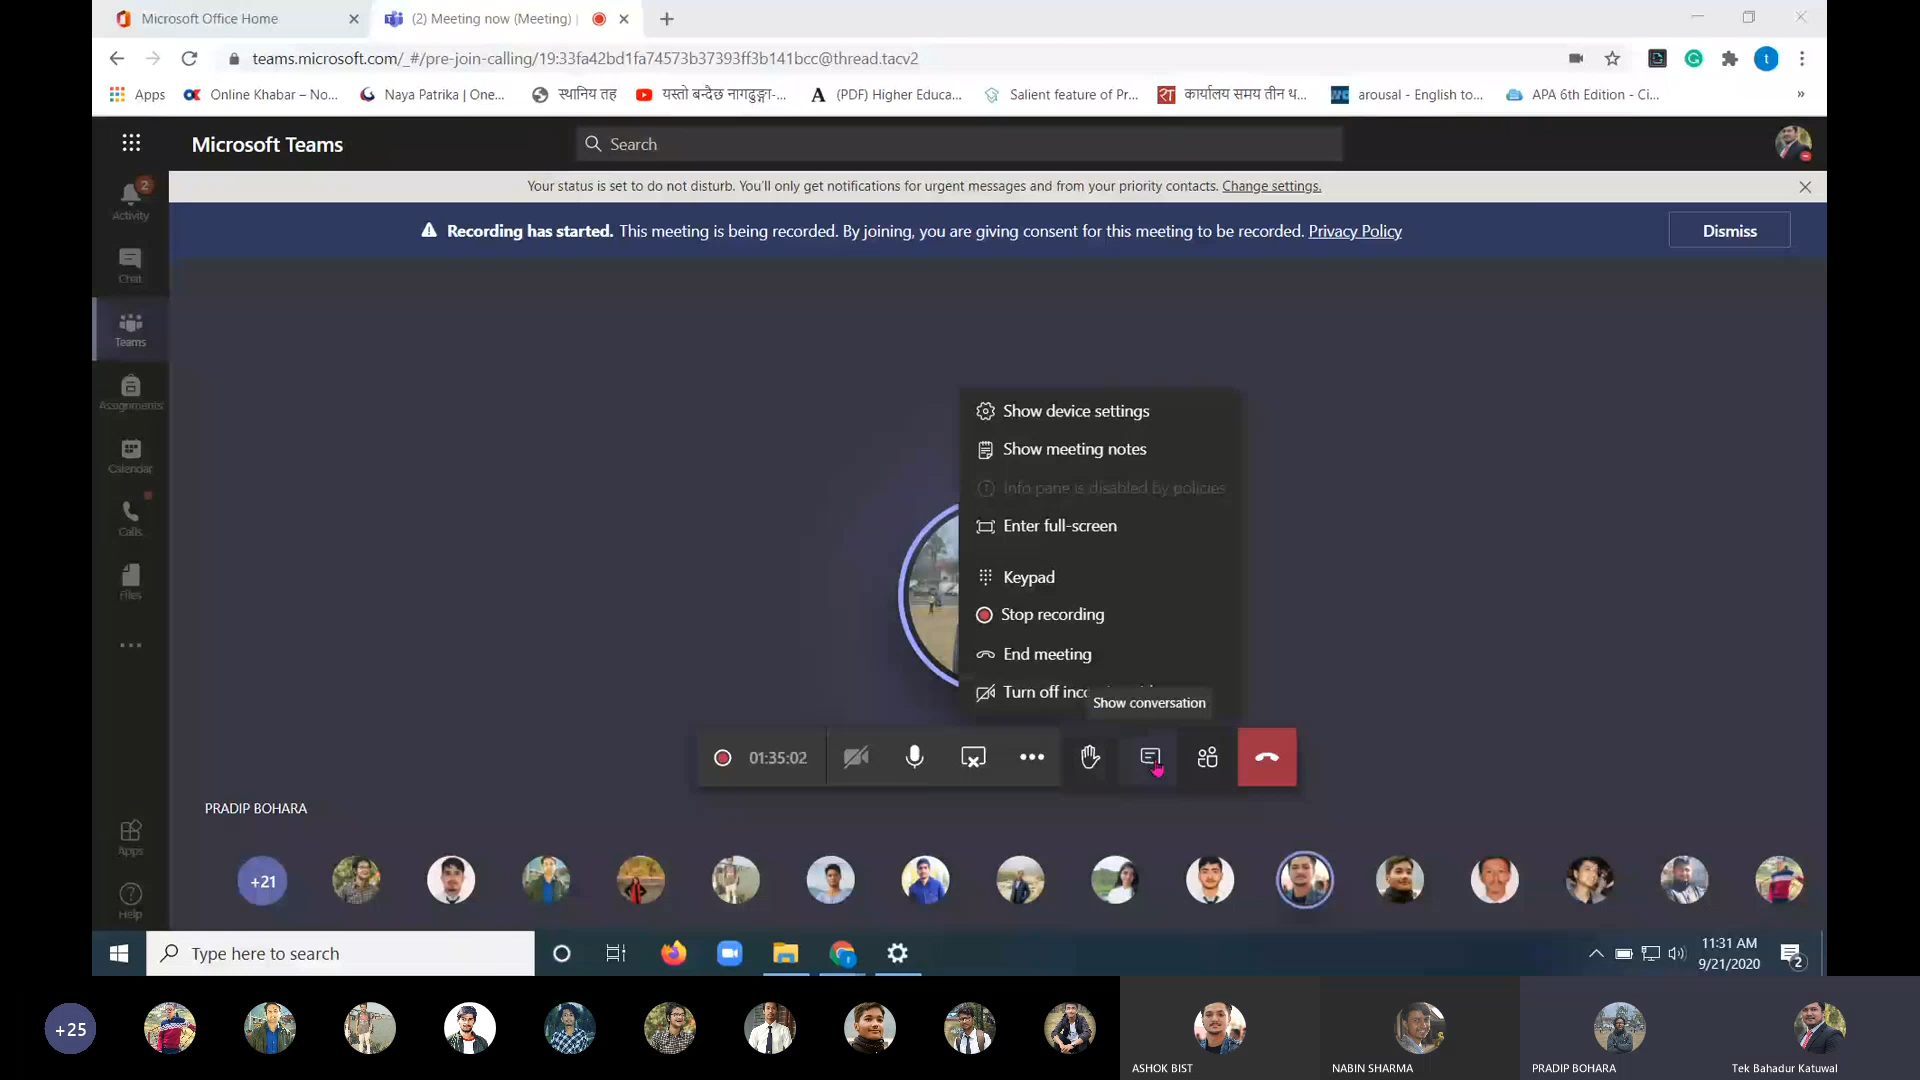 Microsoft Office Home
(2) Meeting now (Meeting) |
teams.microsoft.com/_#/pre-join-calling/19:33fa42bd1fa74573b37393ff3b141bcc@thread.tacv2
t
Apps
Online Khabar – No...
Naya Patrika | One...
स्थानिय तह
यस्तो बन्दैछ नागढुङ्गा-...
A
(PDF) Higher Educa...
Salient feature of Pr...
कार्यालय समय तीन घ...
arousal - English to...
APA 6th Edition - Ci...
»
Microsoft Teams
Search
Your status is set to do not disturb. You'll only get notifications for urgent messages and from your priority contacts. Change settings.
Recording has started. This meeting is being recorded. By joining, you are giving consent for this meeting to be recorded. Privacy Policy
Dismiss
2
Activity
Chat
Teams
Assignments
Calendar
Calls
Files
Apps
Help
Show device settings
Show meeting notes
Info pane is disabled by policies
Enter full-screen
Keypad
Stop recording
End meeting
Turn off
Show conversation
01:35:02
PRADIP BOHARA
+21
Type here to search
11:31 AM
9/21/2020
2
+25
ASHOK BIST
NABIN SHARMA
PRADIP BOHARA
Tek Bahadur Katuwal